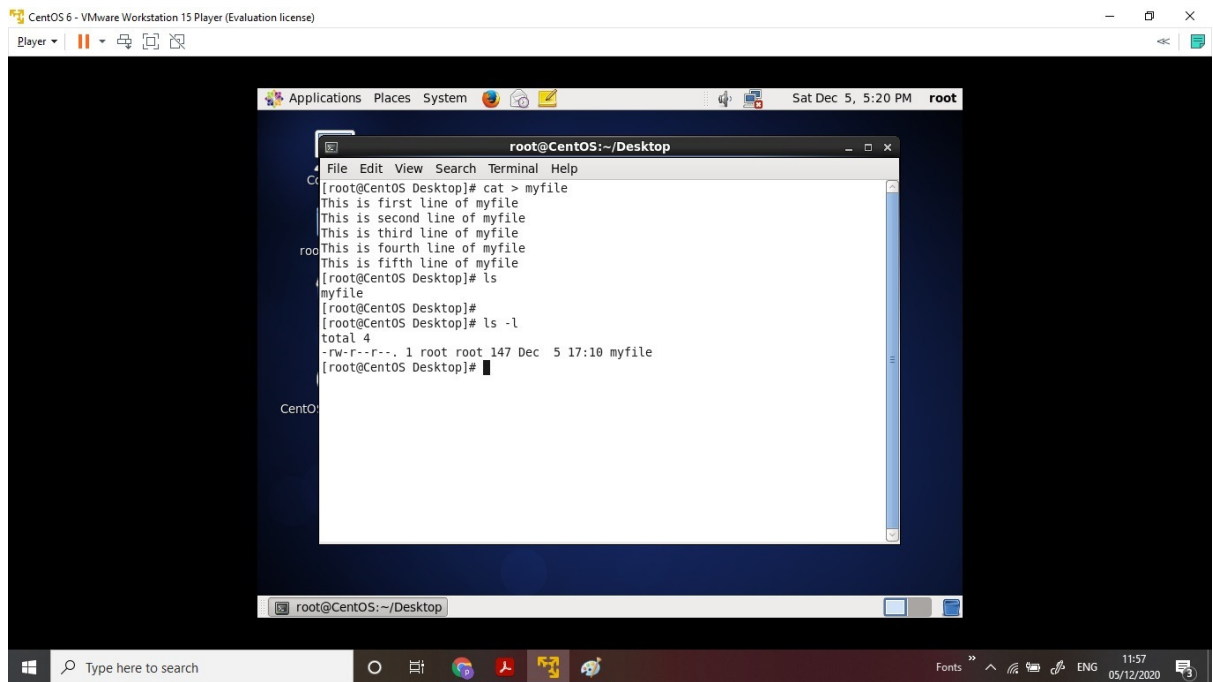 CentOS 6 - VMware Workstation 15 Player (Evaluation license)
Player
Applications Places System Sat Dec 5, 5:20 PM root
root@CentOS:~/Desktop
File Edit View Search Terminal Help
[root@CentOS Desktop]# cat > myfile
This is first line of myfile
This is second line of myfile
This is third line of myfile
This is fourth line of myfile
This is fifth line of myfile
[root@CentOS Desktop]# ls
myfile
[root@CentOS Desktop]#
[root@CentOS Desktop]# ls -l
total 4
-rw-r--r--. 1 root root 147 Dec  5 17:10 myfile
[root@CentOS Desktop]#
root@CentOS:~/Desktop
Type here to search
Fonts ENG 11:57
05/12/2020
3